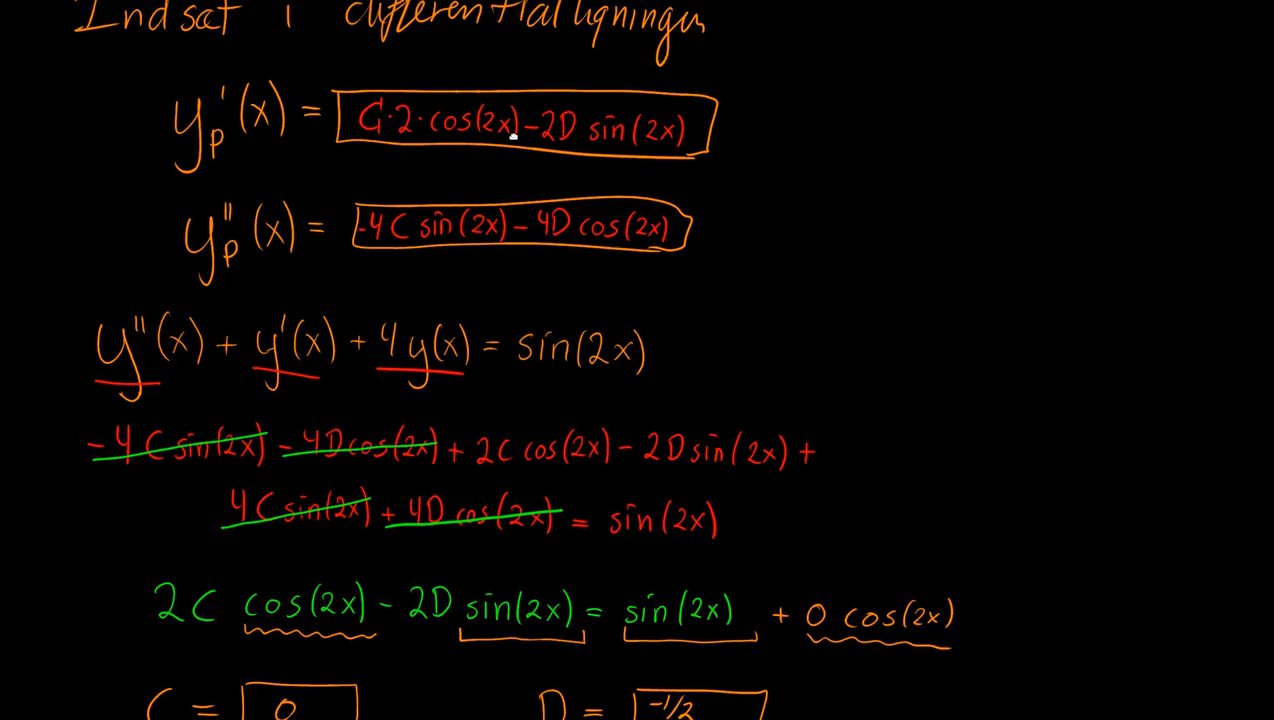 Indsæt i differentialligningen
yp'(x) = C·2·cos(2x) - 2D sin(2x)
yp''(x) = -4C sin(2x) - 4D cos(2x)
y''(x) + y'(x) + 4y(x) = sin(2x)
-4C sin(2x) - 4D cos(2x) + 2C cos(2x) - 2D sin(2x) +
4C sin(2x) + 4D cos(2x) = sin(2x)
2C cos(2x) - 2D sin(2x) = sin(2x) + 0 cos(2x)
C = 0 D = -1/2